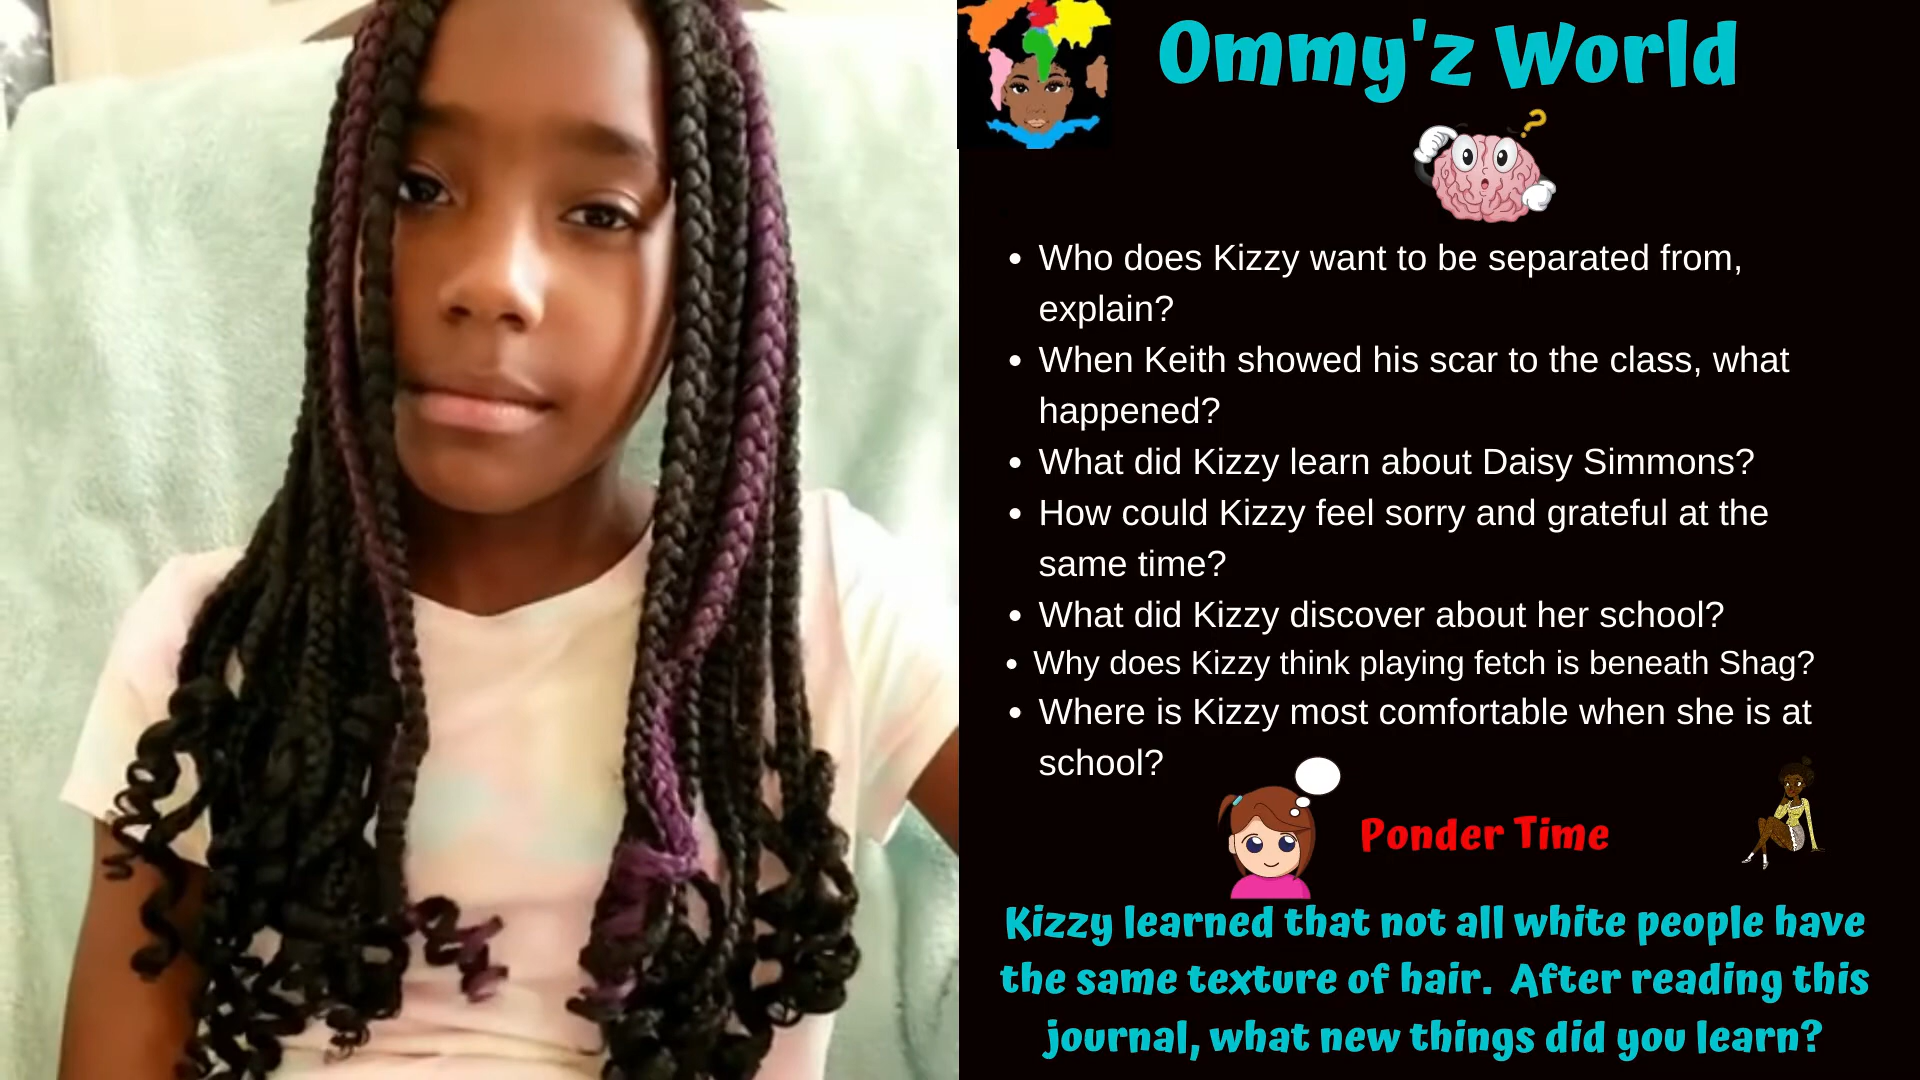 Ommy'z World
?
• Who does Kizzy want to be separated from,
explain?
• When Keith showed his scar to the class, what
happened?
• What did Kizzy learn about Daisy Simmons?
• How could Kizzy feel sorry and grateful at the
same time?
• What did Kizzy discover about her school?
• Why does Kizzy think playing fetch is beneath Shag?
• Where is Kizzy most comfortable when she is at
school?
Ponder Time
Kizzy learned that not all white people have
the same texture of hair. After reading this
journal, what new things did you learn?